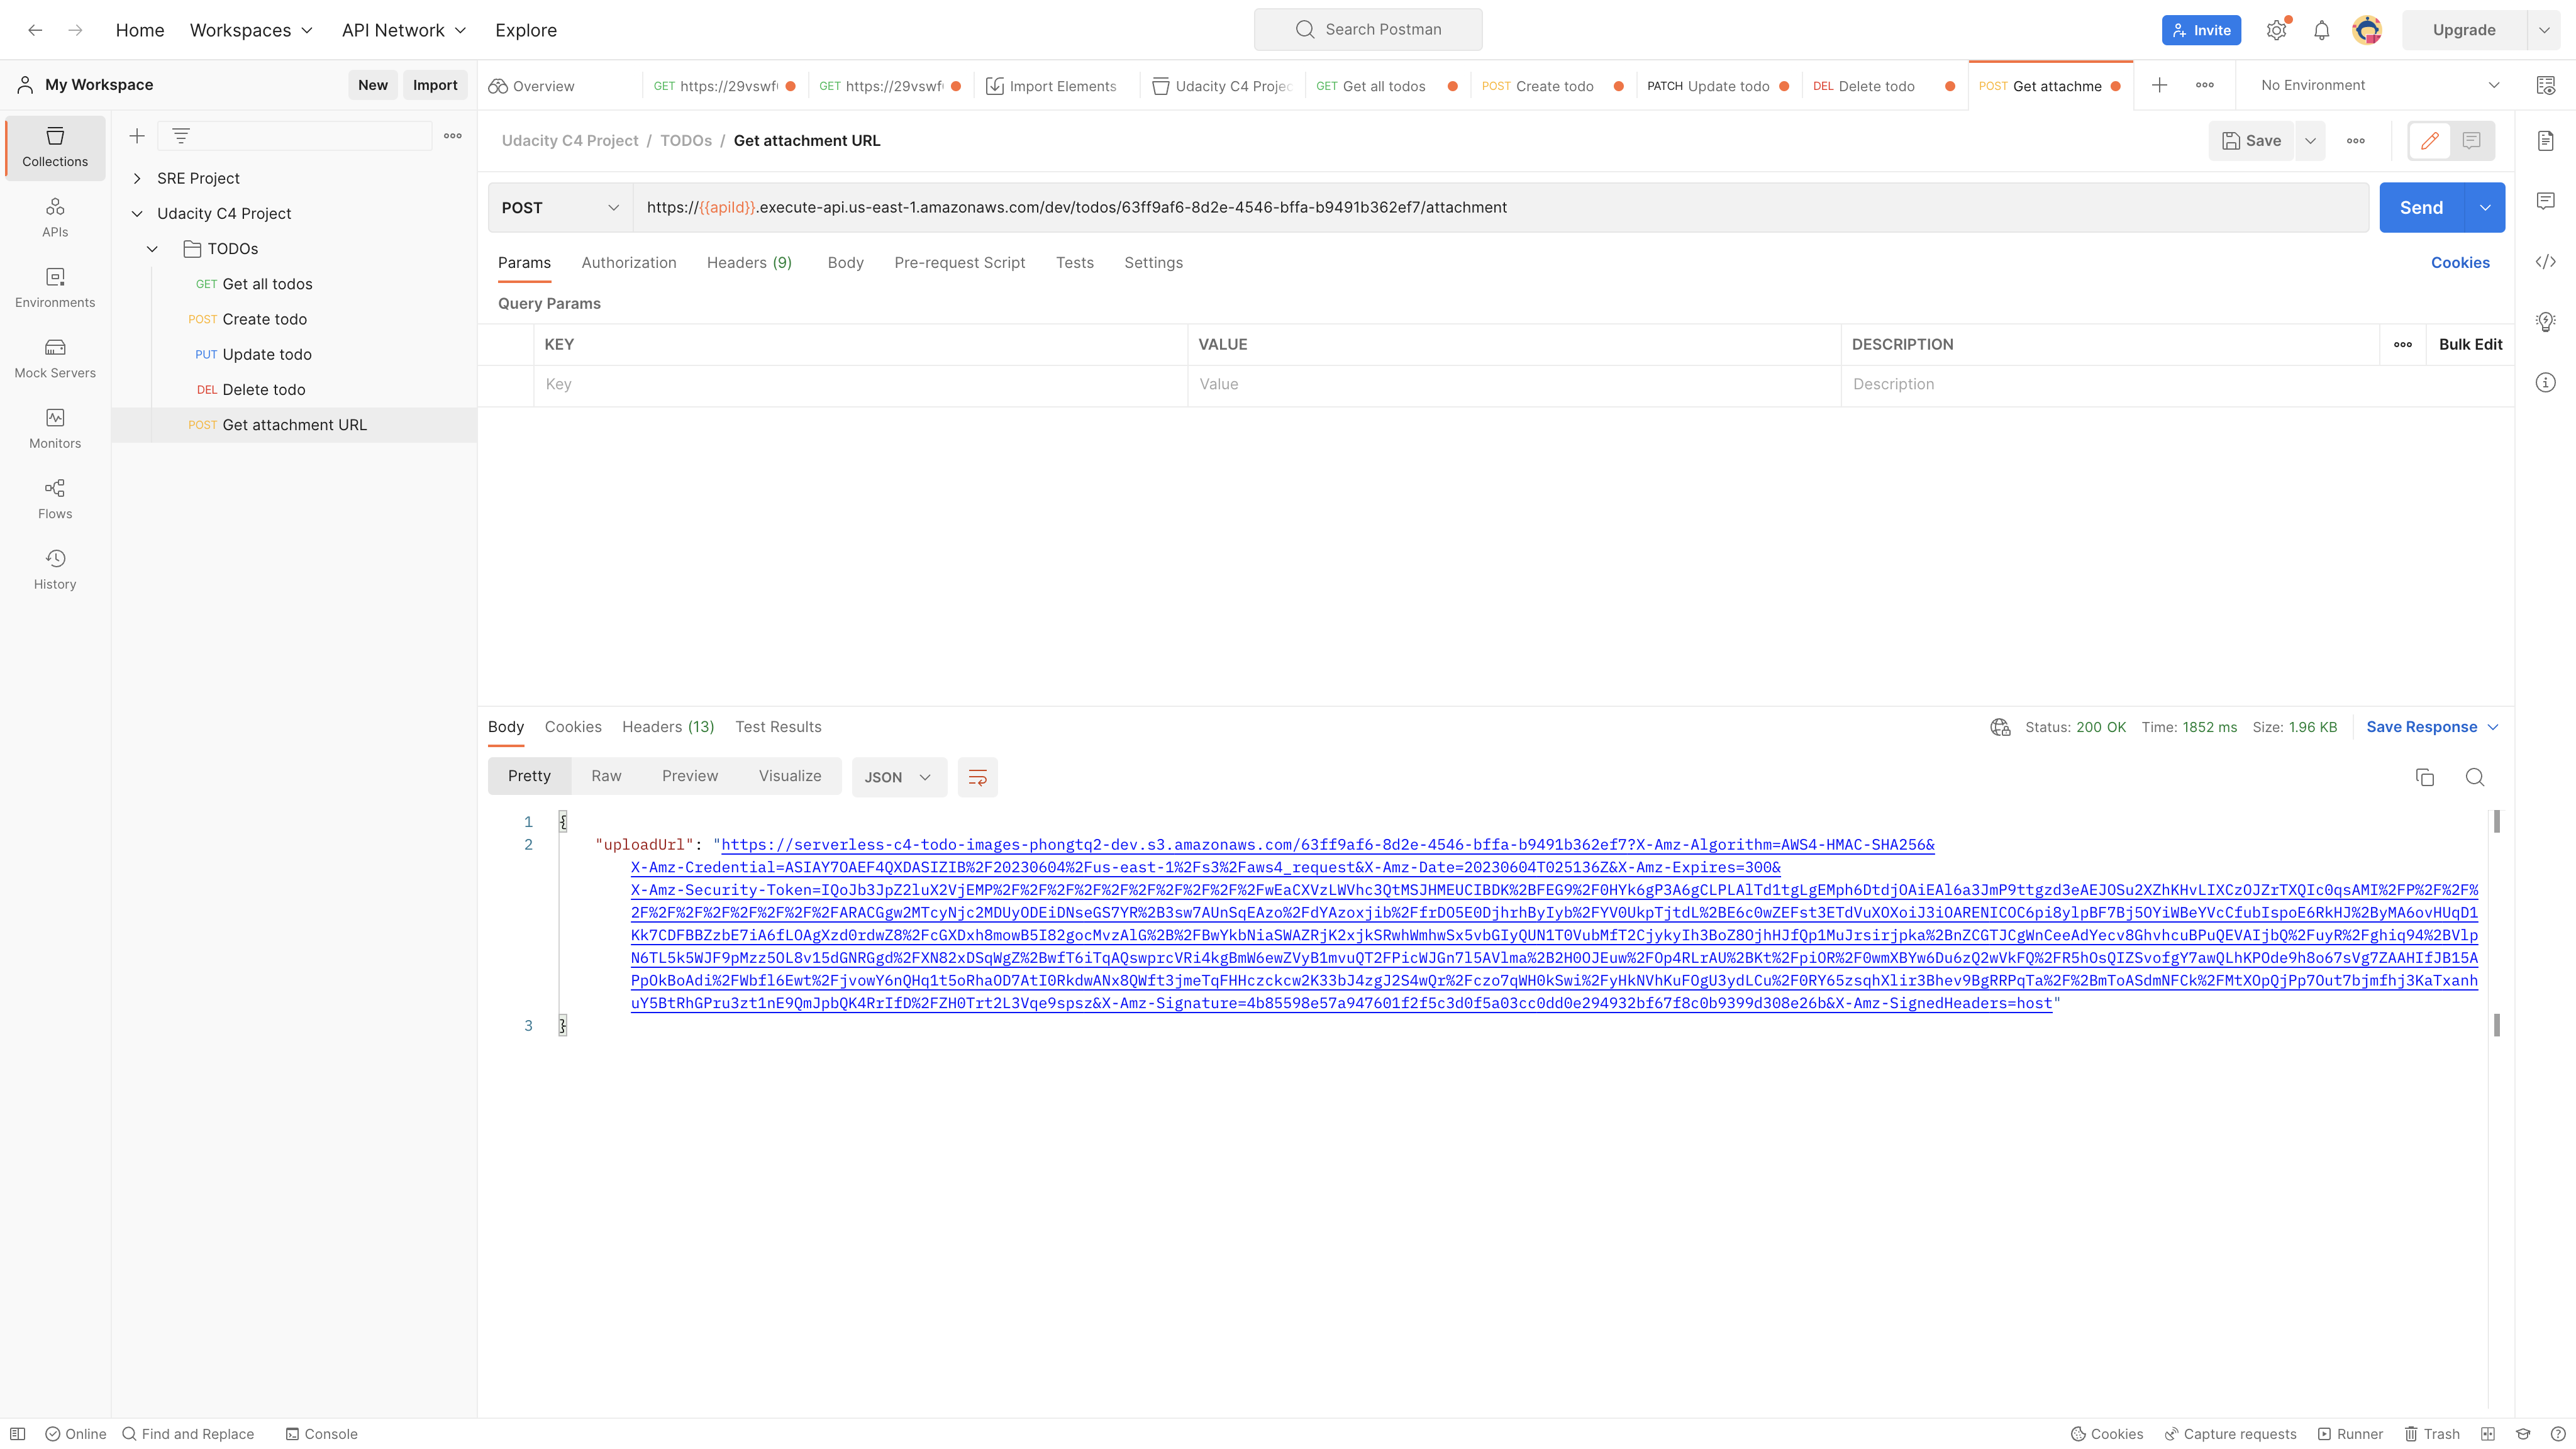 Home Workspaces API Network Explore
Search Postman
Invite
Upgrade
My Workspace
New Import
Overview
GET https://29vswf
GET https://29vswf
Import Elements
Udacity C4 Projec
GET Get all todos
POST Create todo
PATCH Update todo
DEL Delete todo
POST Get attachme
No Environment
Collections
APIs
Environments
Mock Servers
Monitors
Flows
History
SRE Project
Udacity C4 Project
TODOs
GET Get all todos
POST Create todo
PUT Update todo
DEL Delete todo
POST Get attachment URL
Udacity C4 Project / TODOs / Get attachment URL
Save
POST
https://{{apiId}}.execute-api.us-east-1.amazonaws.com/dev/todos/63ff9af6-8d2e-4546-bffa-b9491b362ef7/attachment
Send
Params Authorization Headers (9) Body Pre-request Script Tests Settings
Cookies
Query Params
KEY VALUE DESCRIPTION
Bulk Edit
Key Value Description
Body Cookies Headers (13) Test Results
Status: 200 OK Time: 1852 ms Size: 1.96 KB
Save Response
Pretty Raw Preview Visualize JSON
1 {
2 "uploadUrl": "https://serverless-c4-todo-images-phongtq2-dev.s3.amazonaws.com/63ff9af6-8d2e-4546-bffa-b9491b362ef7?X-Amz-Algorithm=AWS4-HMAC-SHA256&
X-Amz-Credential=ASIAY7OAEF4QXDASIZIB%2F20230604%2Fus-east-1%2Fs3%2Faws4_request&X-Amz-Date=20230604T025136Z&X-Amz-Expires=300&
X-Amz-Security-Token=IQoJb3JpZ2luX2VjEMP%2F%2F%2F%2F%2F%2F%2F%2F%2F%2FwEaCXVzLWVhc3QtMSJHMEUCIBDK%2BFEG9%2F0HYk6gP3A6gCLPLAlTd1tgLgEMph6DtdjOAiEAl6a3JmP9ttgzd3eAEJOSu2XZhKHvLIXCzOJZrTXQIc0qsAMI%2FP%2F%2F%
2F%2F%2F%2F%2F%2F%2F%2FARACGgw2MTcyNjc2MDUyODEiDNseGS7YR%2B3sw7AUnSqEAzo%2FdYAzoxjib%2FfrDO5E0DjhrhByIyb%2FYV0UkpTjtdL%2BE6c0wZEFst3ETdVuXOXoiJ3iOARENICOC6pi8ylpBF7Bj5OYiWBeYVcCfubIspoE6RkHJ%2ByMA6ovHUqD1
Kk7CDFBBZzbE7iA6fLOAgXzd0rdwZ8%2FcGXDxh8mowB5I82gocMvzAlG%2B%2FBwYkbNiaSWAZRjK2xjkSRwhWmhwSx5vbGIyQUN1T0VubMfT2CjykyIh3BoZ8OjhHJfQp1MuJrsirjpka%2BnZCGTJCgWnCeeAdYecv8GhvhcuBPuQEVAIjbQ%2FuyR%2Fghiq94%2BVlp
N6TL5k5WJF9pMzz5OL8v15dGNRGgd%2FXN82xDSqWgZ%2BwfT6iTqAQswprcVRi4kgBmW6ewZVyB1mvuQT2FPicWJGn7l5AVlma%2B2H0OJEuw%2FOp4RLrAU%2BKt%2FpiOR%2F0wmXBYw6Du6zQ2wVkFQ%2FR5hOsQIZSvofgY7awQLhKPOde9h8o67sVg7ZAAHIfJB15A
PpOkBoAdi%2FWbfl6Ewt%2FjvowY6nQHq1t5oRhaOD7AtI0RkdwANx8QWft3jmeTqFHHczckcw2K33bJ4zgJ2S4wQr%2Fczo7qWH0kSwi%2FyHkNVhKuFOgU3ydLCu%2F0RY65zsqhXlir3Bhev9BgRRPqTa%2F%2BmToASdmNFCk%2FMtXOpQjPp7Out7bjmfhj3KaTxanh
uY5BtRhGPru3zt1nE9QmJpbQK4RrIfD%2FZH0Trt2L3Vqe9spsz&X-Amz-Signature=4b85598e57a947601f2f5c3d0f5a03cc0dd0e294932bf67f8c0b9399d308e26b&X-Amz-SignedHeaders=host"
3 }
Online Find and Replace Console
Cookies Capture requests Runner Trash